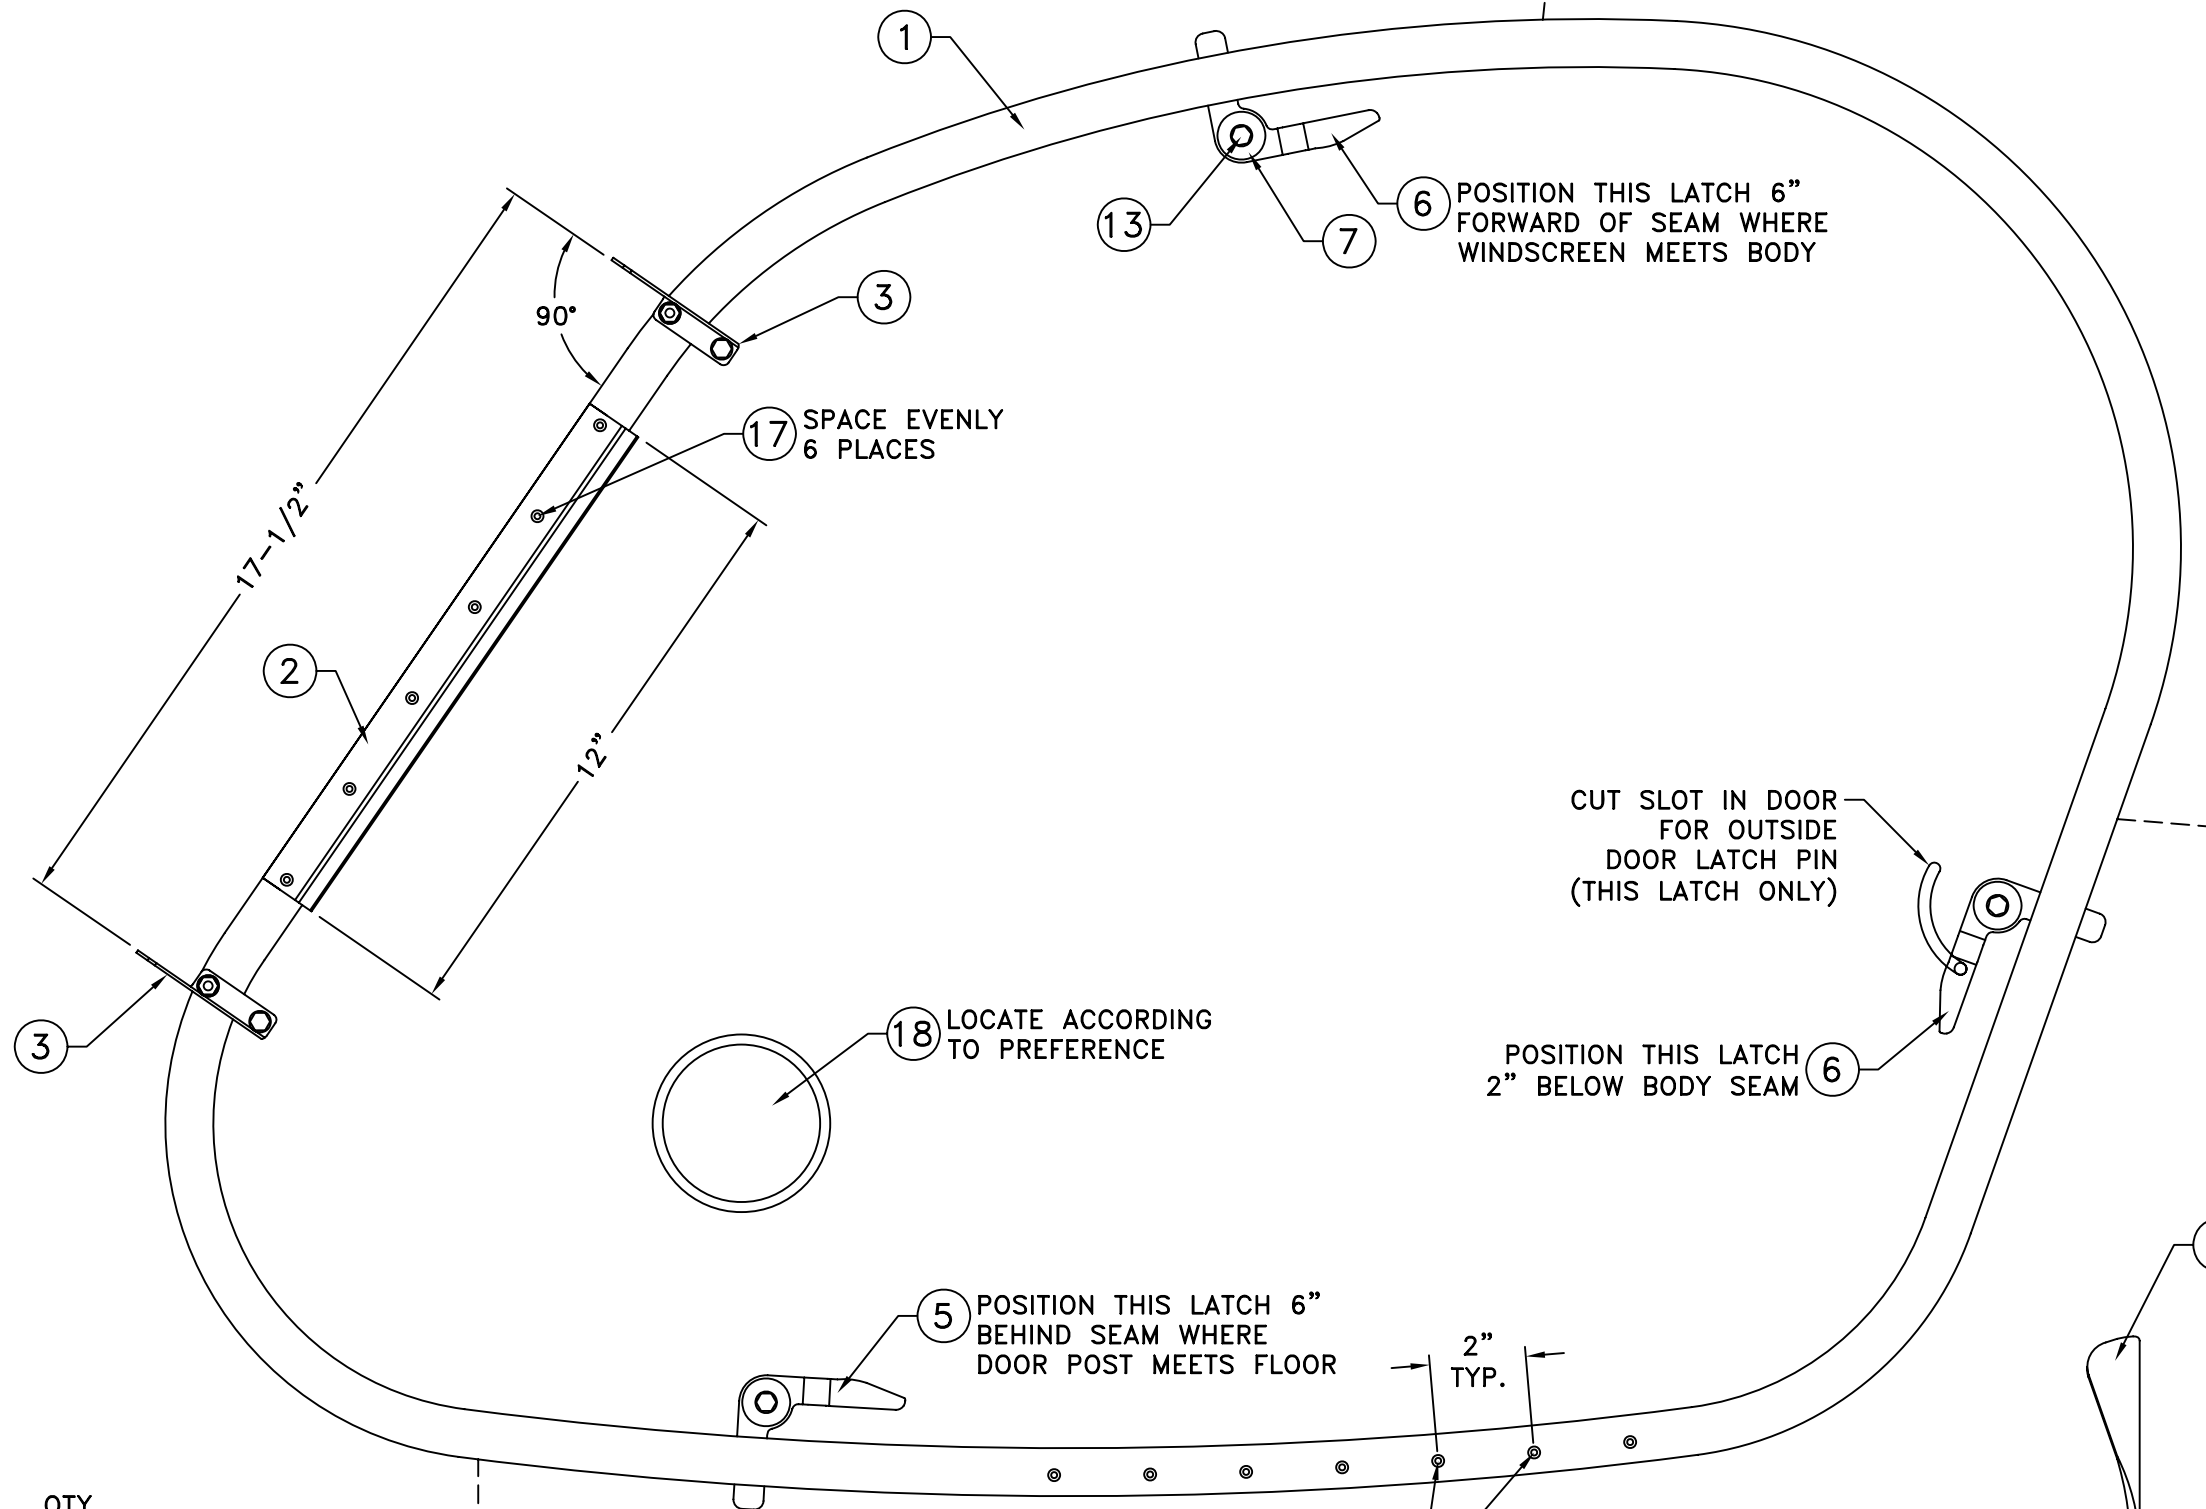 1
13
7
6
POSITION THIS LATCH 6”
FORWARD OF SEAM WHERE
WINDSCREEN MEETS BODY
90°
3
17
SPACE EVENLY
6 PLACES
17-1/2”
2
12”
CUT SLOT IN DOOR
FOR OUTSIDE
DOOR LATCH PIN
(THIS LATCH ONLY)
3
18
LOCATE ACCORDING
TO PREFERENCE
POSITION THIS LATCH
2” BELOW BODY SEAM
6
5
POSITION THIS LATCH 6”
BEHIND SEAM WHERE
DOOR POST MEETS FLOOR
2”
TYP.
QTY